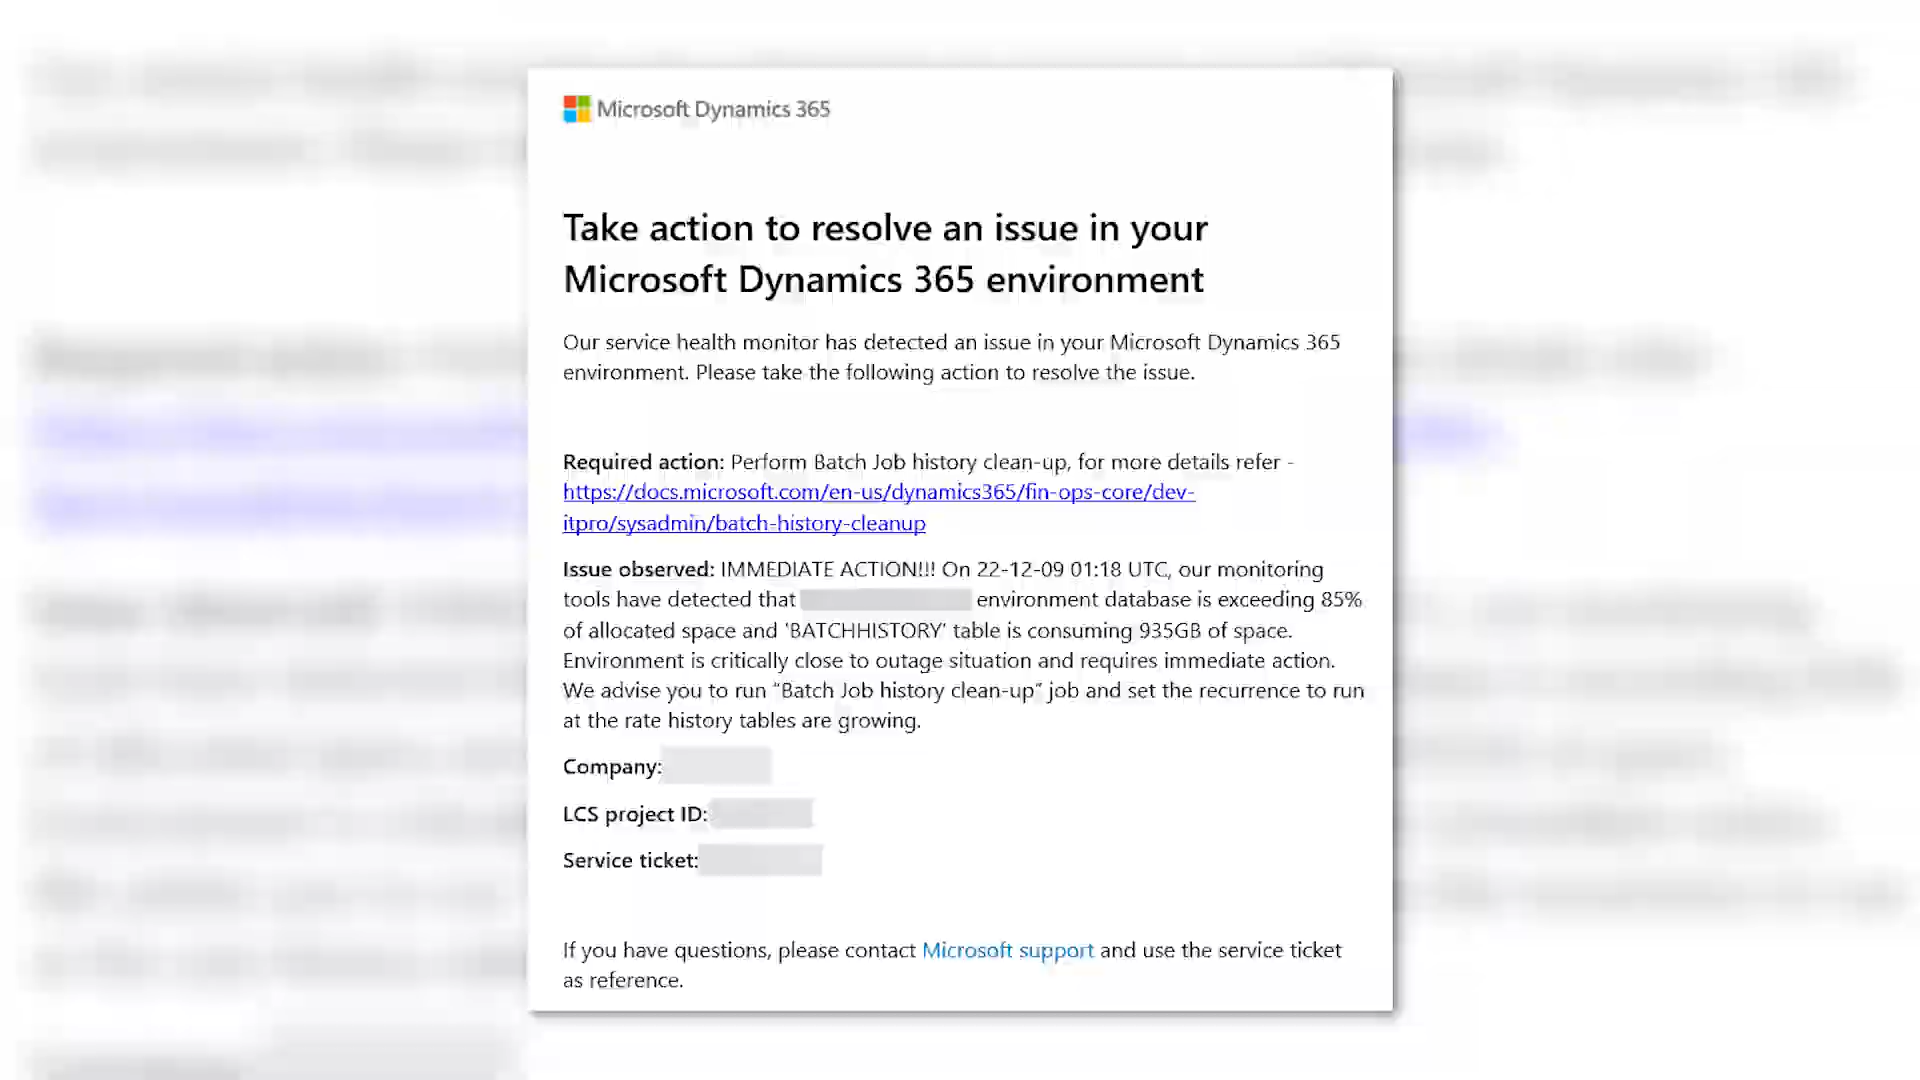 Microsoft Dynamics 365
Take action to resolve an issue in your
Microsoft Dynamics 365 environment
Our service health monitor has detected an issue in your Microsoft Dynamics 365
environment. Please take the following action to resolve the issue.
Required action: Perform Batch Job history clean-up, for more details refer -
https://docs.microsoft.com/en-us/dynamics365/fin-ops-core/dev-
itpro/sysadmin/batch-history-cleanup
Issue observed: IMMEDIATE ACTION!!! On 22-12-09 01:18 UTC, our monitoring
tools have detected that environment database is exceeding 85%
of allocated space and 'BATCHHISTORY' table is consuming 935GB of space.
Environment is critically close to outage situation and requires immediate action.
We advise you to run “Batch Job history clean-up” job and set the recurrence to run
at the rate history tables are growing.
Company:
LCS project ID:
Service ticket:
If you have questions, please contact Microsoft support and use the service ticket
as reference.